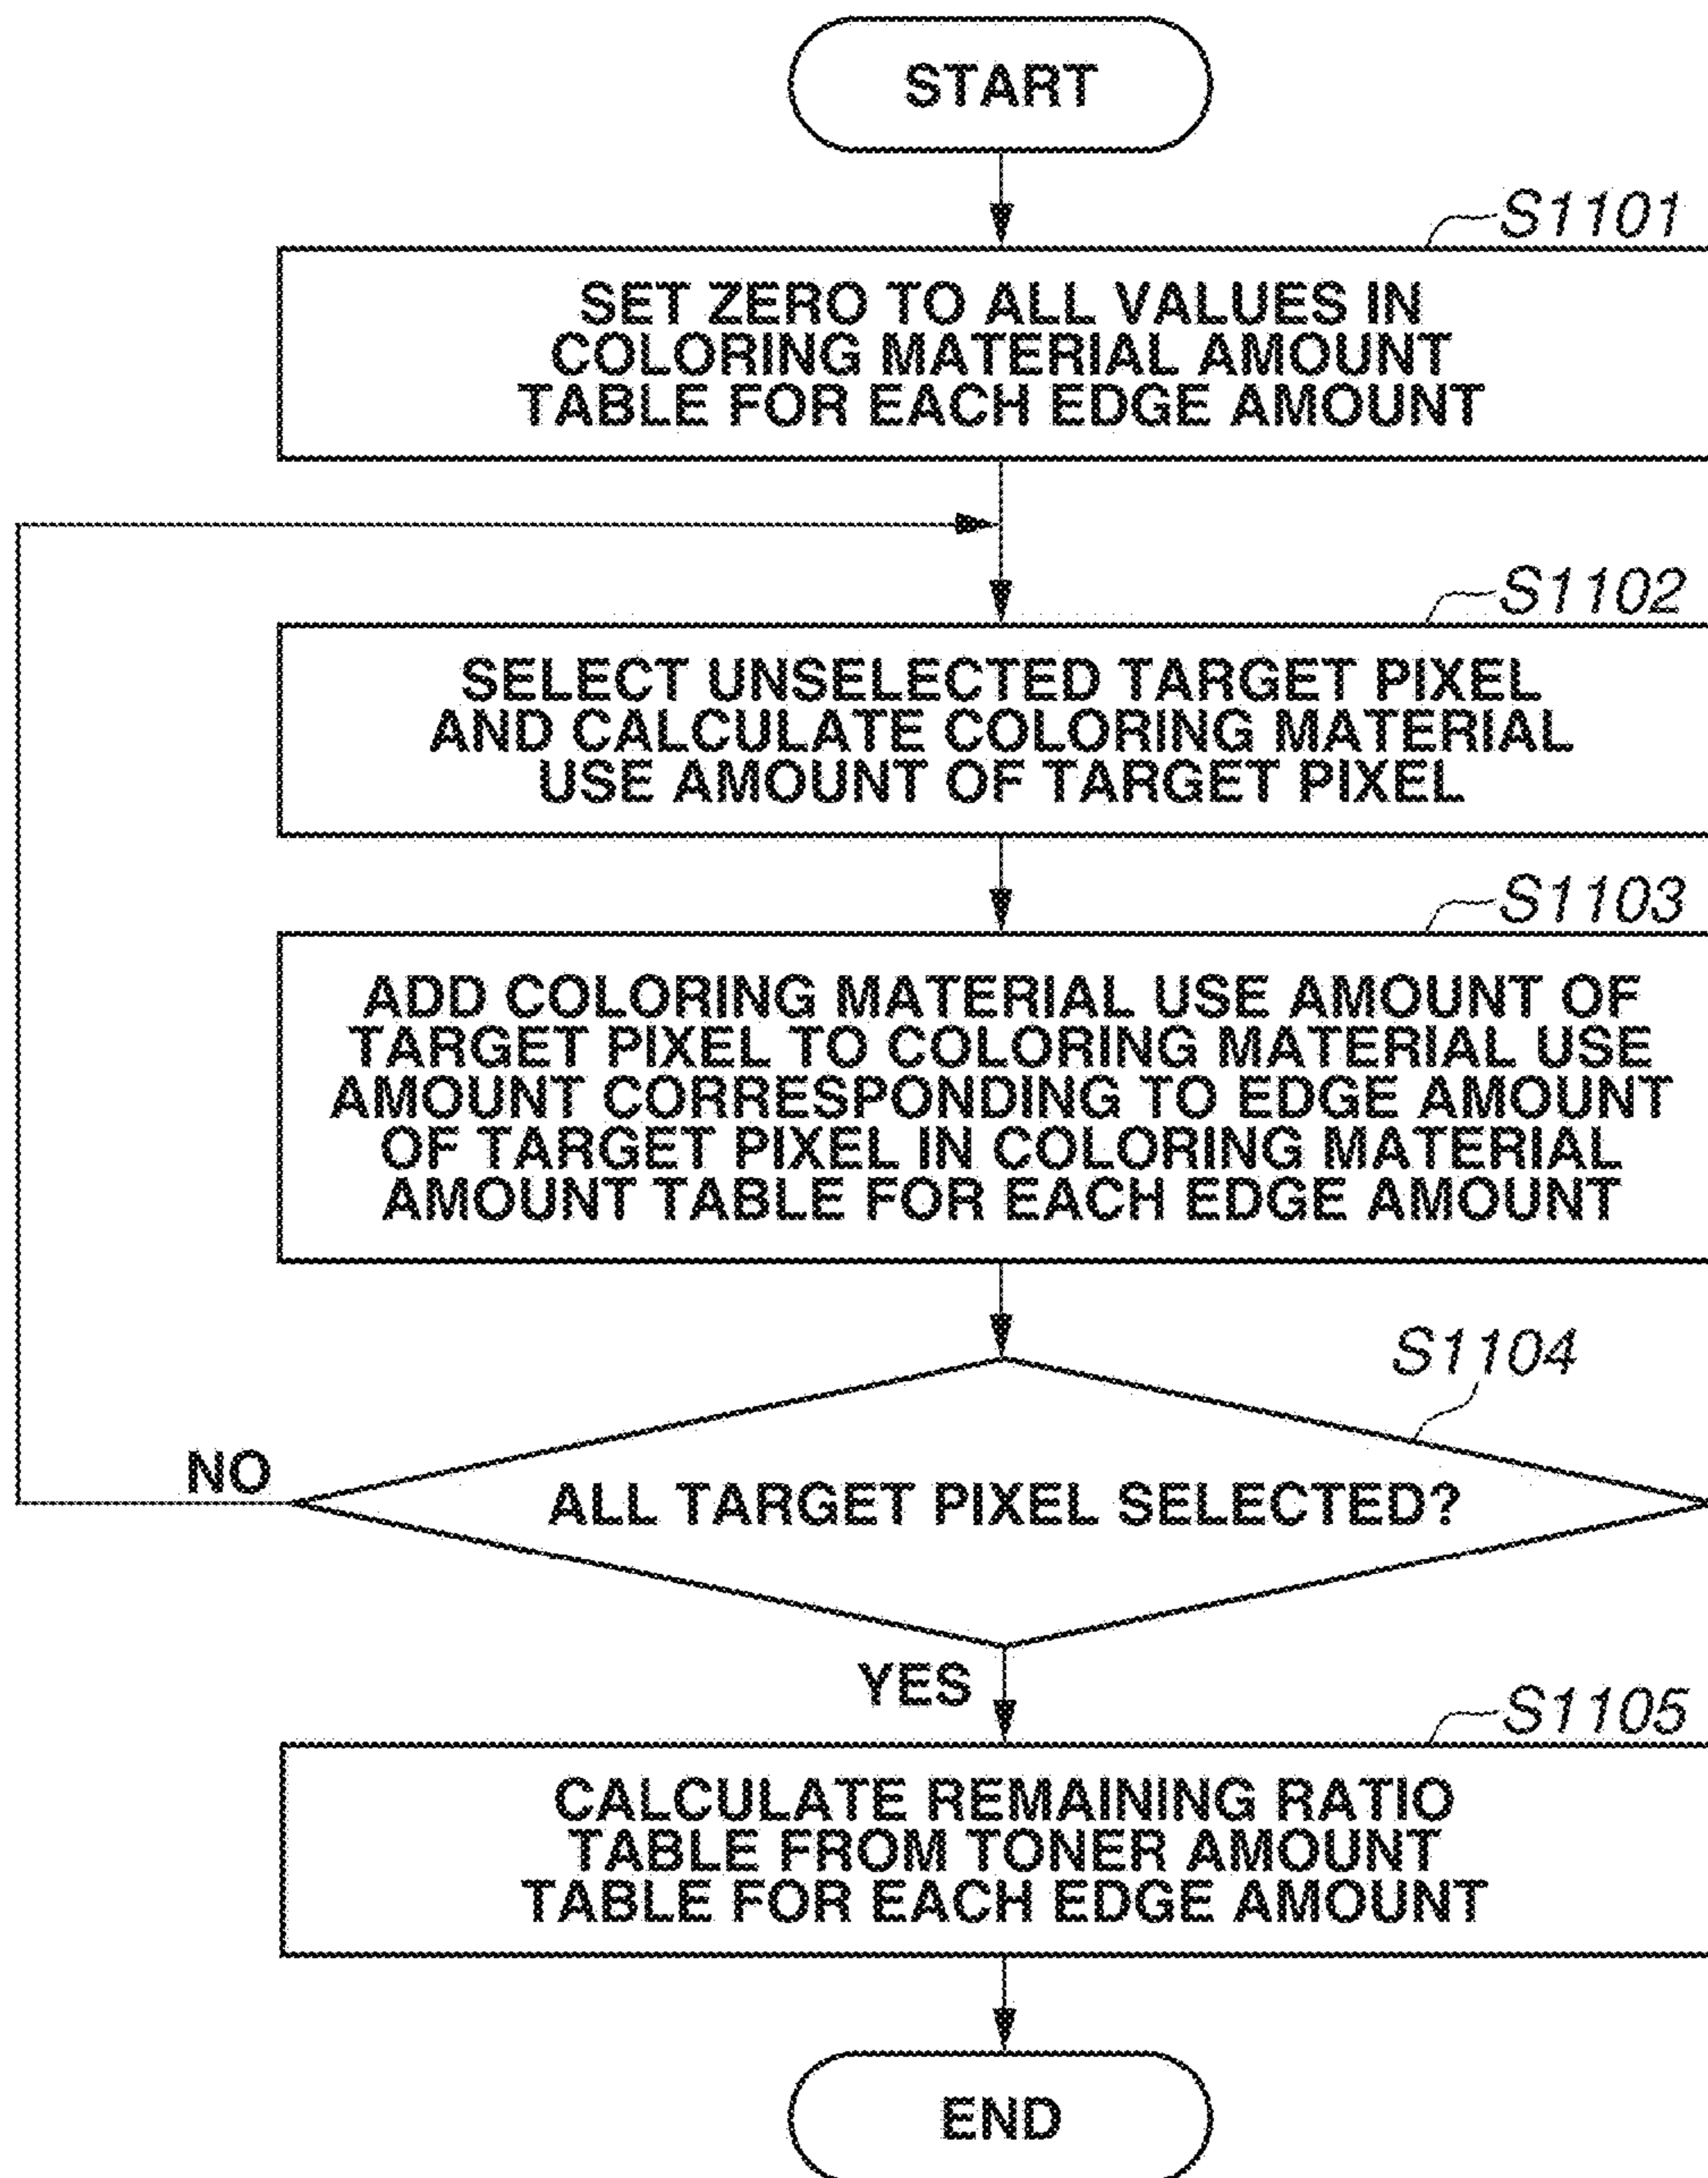 START
S1101
SET ZERO TO ALL VALUES IN
COLORING MATERIAL AMOUNT
TABLE FOR EACH EDGE AMOUNT
S1102
SELECT UNSELECTED TARGET PIXEL
AND CALCULATE COLORING MATERIAL
USE AMOUNT OF TARGET PIXEL
S1103
ADD COLORING MATERIAL USE AMOUNT OF
TARGET PIXEL TO COLORING MATERIAL USE
AMOUNT CORRESPONDING TO EDGE AMOUNT
OF TARGET PIXEL IN COLORING MATERIAL
AMOUNT TABLE FOR EACH EDGE AMOUNT
S1104
NO
ALL TARGET PIXEL SELECTED?
YES
S1105
CALCULATE REMAINING RATIO
TABLE FROM TONER AMOUNT
TABLE FOR EACH EDGE AMOUNT
END